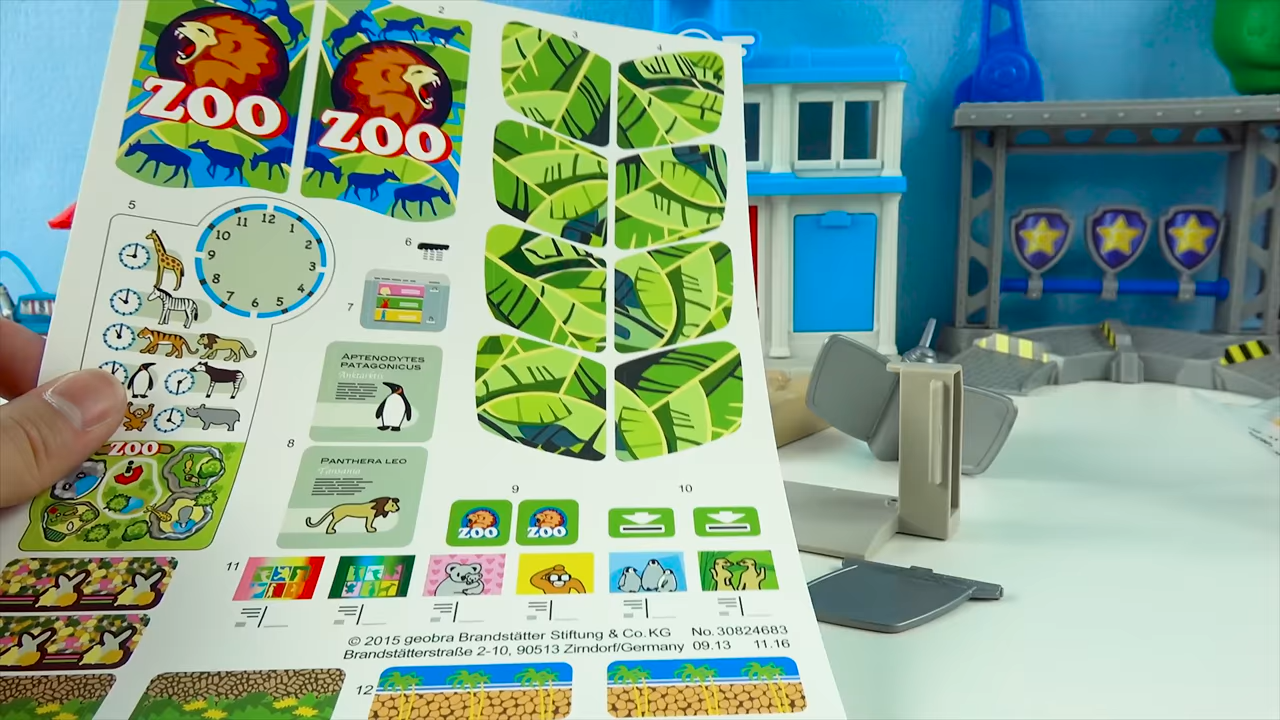 2
3
4
ZOO
ZOO
5
12
11
1
10
2
9
3
8
4
7
6
5
6
7
APTENODYTES
PATAGONICUS
Antarktis
8
ZOO
PANTHERA LEO
Tansania
9
10
ZOO
ZOO
11
© 2015 geobra Brandstätter Stiftung & Co. KG No. 30824683
Brandstätterstraße 2-10, 90513 Zirndorf/Germany 09.13 11.16
12